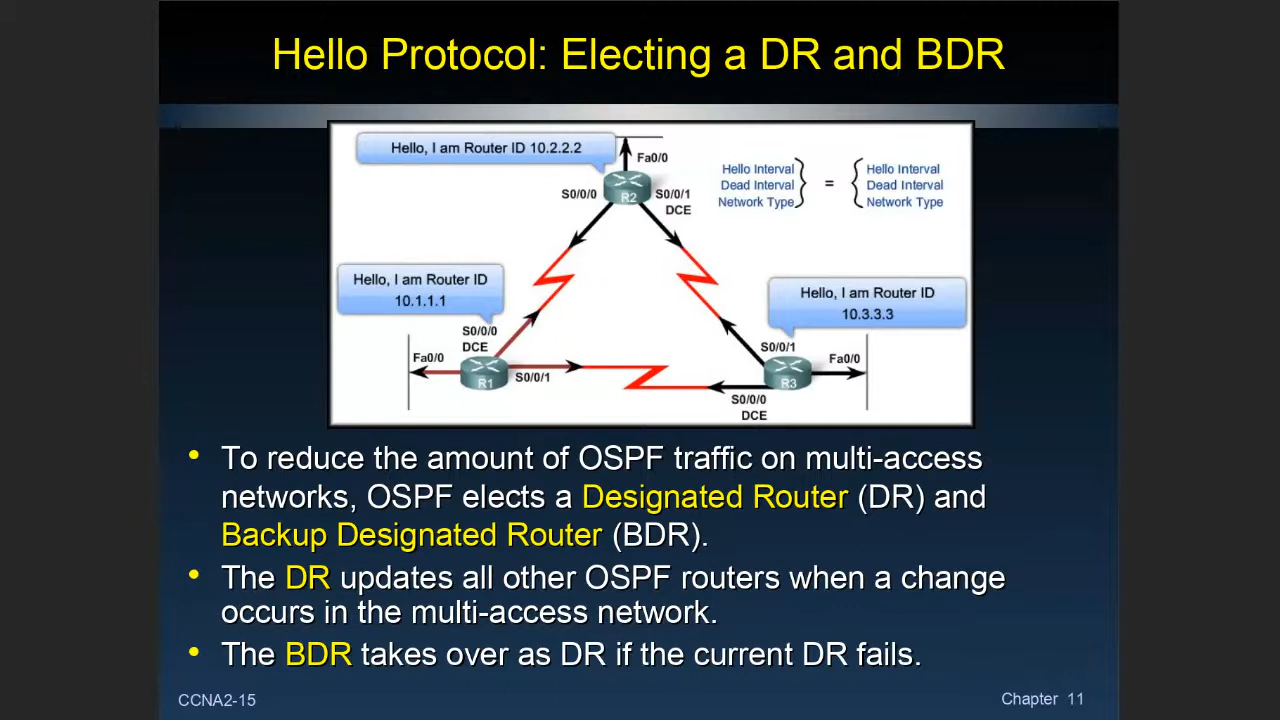 Hello Protocol: Electing a DR and BDR
Hello, I am Router ID 10.2.2.2
Fa0/0
S0/0/0
R2
S0/0/1
DCE
Hello Interval
Dead Interval
Network Type
=
Hello Interval
Dead Interval
Network Type
Hello, I am Router ID
10.1.1.1
Hello, I am Router ID
10.3.3.3
S0/0/0
DCE
Fa0/0
R1
S0/0/1
S0/0/1
Fa0/0
R3
S0/0/0
DCE
• To reduce the amount of OSPF traffic on multi-access
networks, OSPF elects a Designated Router (DR) and
Backup Designated Router (BDR).
• The DR updates all other OSPF routers when a change
occurs in the multi-access network.
• The BDR takes over as DR if the current DR fails.
CCNA2-15
Chapter 11